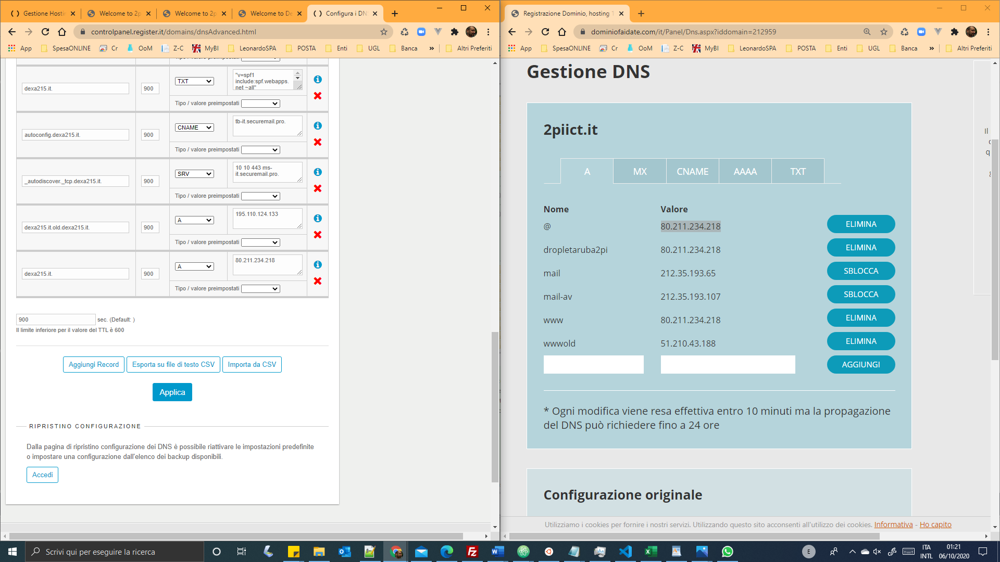 Gestione Hostin
Welcome to 2p
Welcome to 2p
Welcome to De
Configura i DN
controlpanel.register.it/domains/dnsAdvanced.html
App
SpesaONLINE
Cr
OoM
Z-C
MyBI
LeonardoSPA
POSTA
Enti
UGL
Banca
»
Altri Preferiti
dexa215.it.
900
TXT
"v=spf1
include:spf.webapps.
net ~all"
Tipo / valore preimpostati
autoconfig.dexa215.it.
900
CNAME
tb-it.securemail.pro.
Tipo / valore preimpostati
_autodiscover._tcp.dexa215.it.
900
SRV
10 10 443 ms-
it.securemail.pro.
Tipo / valore preimpostati
dexa215.it.old.dexa215.it.
900
A
195.110.124.133
Tipo / valore preimpostati
dexa215.it.
900
A
80.211.234.218
Tipo / valore preimpostati
900 sec. (Default: )
Il limite inferiore per il valore del TTL è 600
Aggiungi Record
Esporta su file di testo CSV
Importa da CSV
Applica
RIPRISTINO CONFIGURAZIONE
Dalla pagina di ripristino configurazione dei DNS è possibile riattivare le impostazioni predefinite
o impostare una configurazione dall'elenco dei backup disponibili.
Accedi
Registrazione Dominio, hosting 1
dominiofaidate.com/it/Panel/Dns.aspx?iddomain=212959
App
SpesaONLINE
Cr
OoM
Z-C
MyBI
LeonardoSPA
POSTA
Enti
UGL
Banca
»
Altri Preferiti
Gestione DNS
2piict.it
A
MX
CNAME
AAAA
TXT
Nome
Valore
@
80.211.234.218
ELIMINA
dropletaruba2pi
80.211.234.218
ELIMINA
mail
212.35.193.65
SBLOCCA
mail-av
212.35.193.107
SBLOCCA
www
80.211.234.218
ELIMINA
wwwold
51.210.43.188
ELIMINA
AGGIUNGI
* Ogni modifica viene resa effettiva entro 10 minuti ma la propagazione
del DNS può richiedere fino a 24 ore
Il
q
Configurazione originale
Utilizziamo i cookies per fornire i nostri servizi. Utilizzando questo sito acconsenti all'utilizzo dei cookies. Informativa - Ho capito
Scrivi qui per eseguire la ricerca
E
ITA
INTL
01:21
06/10/2020